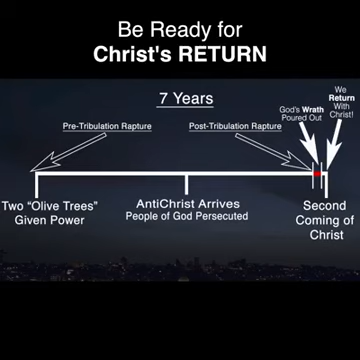 Be Ready for
Christ's RETURN
We
Return
With
Christ!
7 Years
God's Wrath
Poured Out
Pre-Tribulation Rapture
Post-Tribulation Rapture
Two "Olive Trees"
Given Power
AntiChrist Arrives
People of God Persecuted
Second
Coming of
Christ